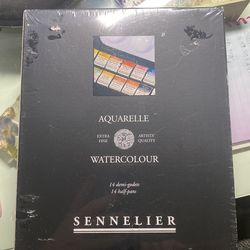 AQUARELLE
EXTRA FINE
ARTISTS' QUALITY
WATERCOLOUR
14 demi-godets
14 half-pans
SENNELIER